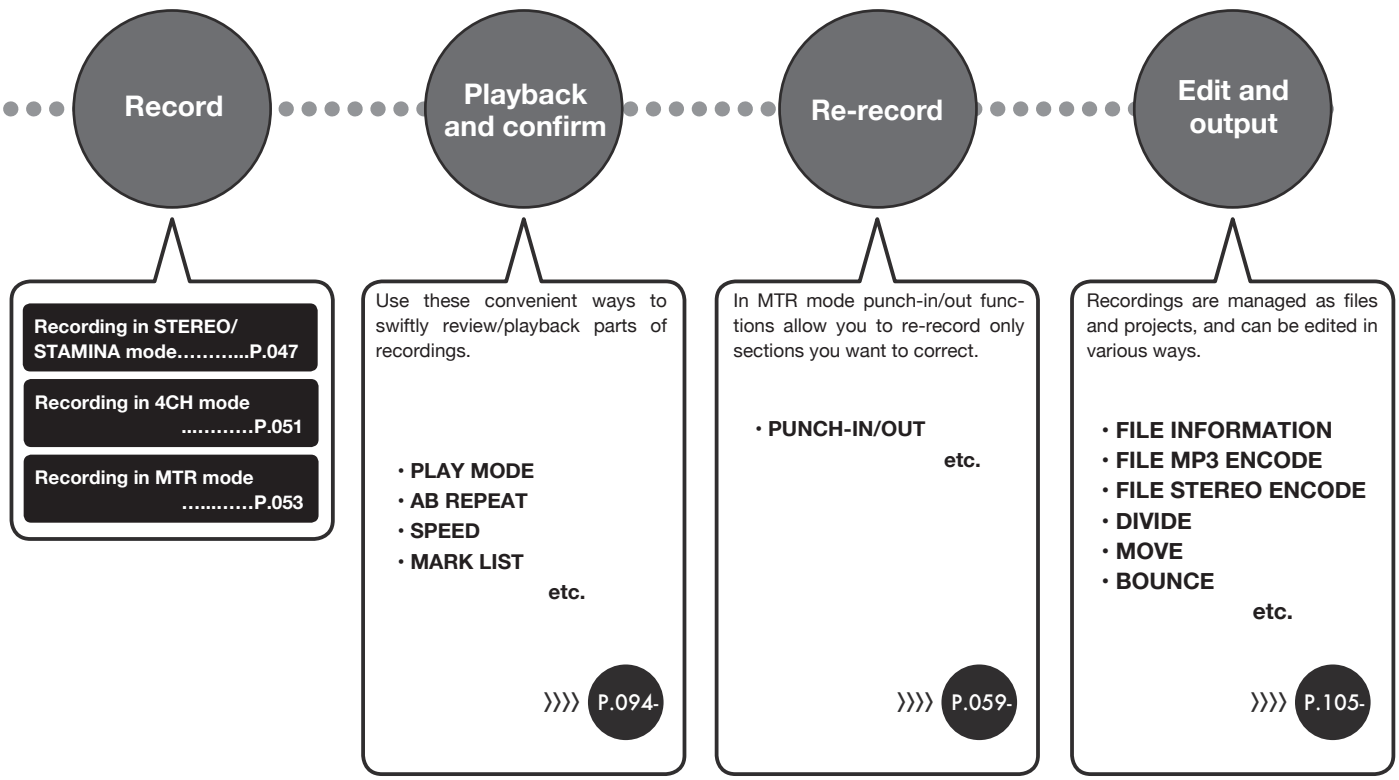 Record
Playback
and confirm
Re-record
Edit and
output
Recording in STEREO/
STAMINA mode............P.047
Recording in 4CH mode
............P.051
Recording in MTR mode
............P.053
Use these convenient ways to
swiftly review/playback parts of
recordings.
・PLAY MODE
・AB REPEAT
・SPEED
・MARK LIST
etc.
》》 P.094-
In MTR mode punch-in/out func-
tions allow you to re-record only
sections you want to correct.
・PUNCH-IN/OUT
etc.
》》 P.059-
Recordings are managed as files
and projects, and can be edited in
various ways.
・FILE INFORMATION
・FILE MP3 ENCODE
・FILE STEREO ENCODE
・DIVIDE
・MOVE
・BOUNCE
etc.
》》 P.105-